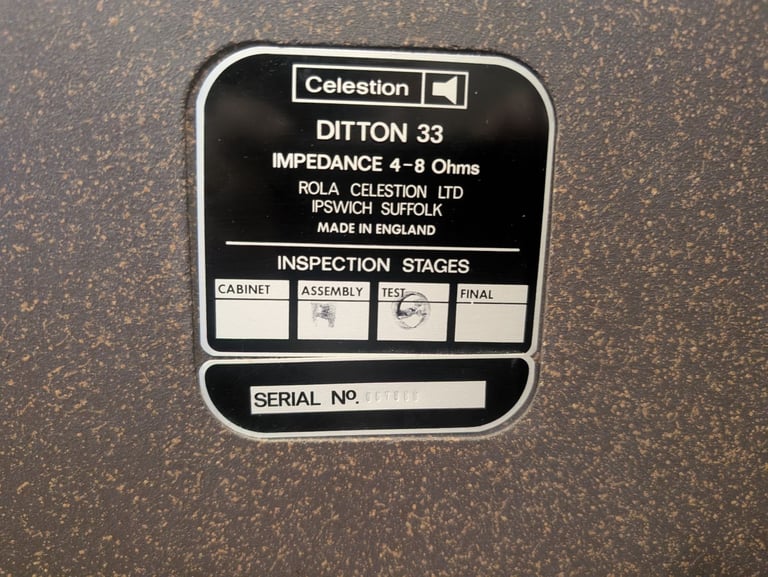 Celestion
DITTON 33
IMPEDANCE 4-8 Ohms
ROLA CELESTION LTD
IPSWICH SUFFOLK
MADE IN ENGLAND
INSPECTION STAGES
CABINET ASSEMBLY TEST FINAL
SERIAL No.